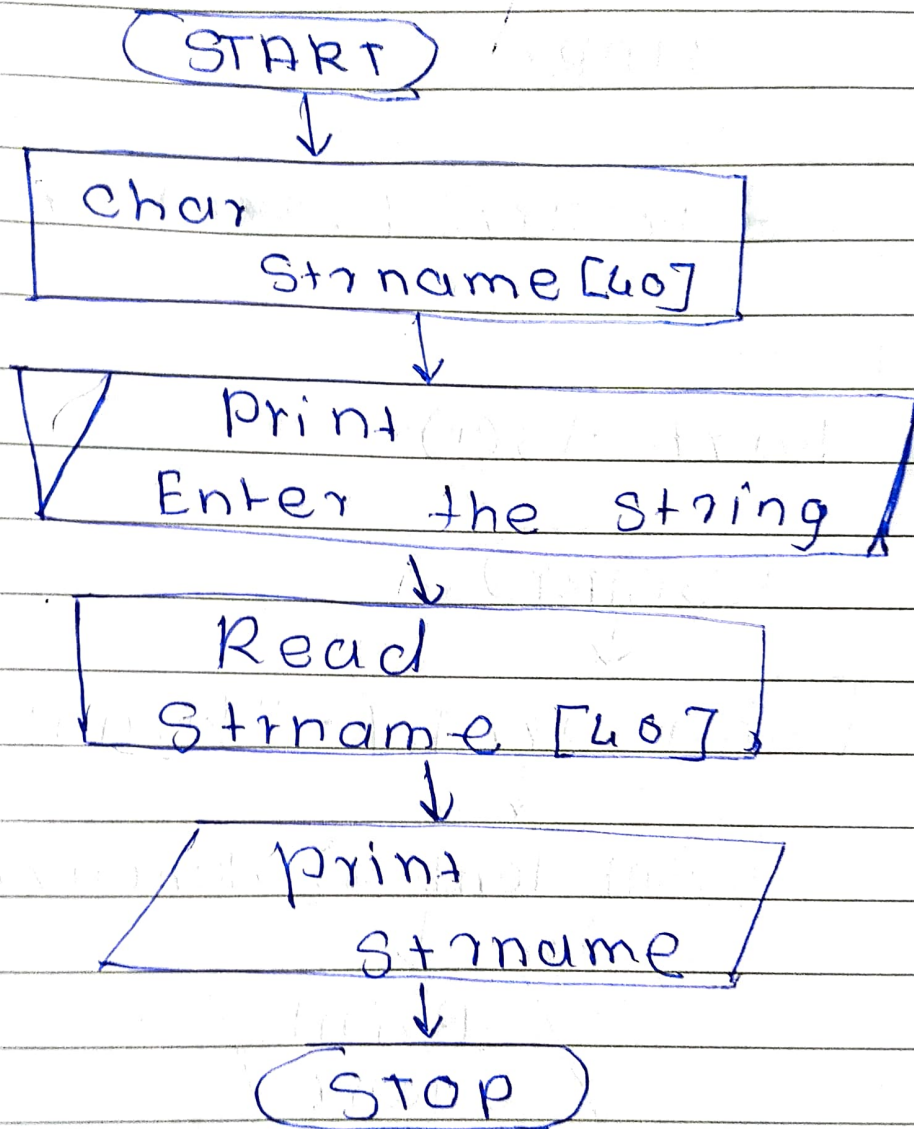 START
char
Strname [40]
print
Enter the string
Read
Strname [40]
print
Strname
STOP